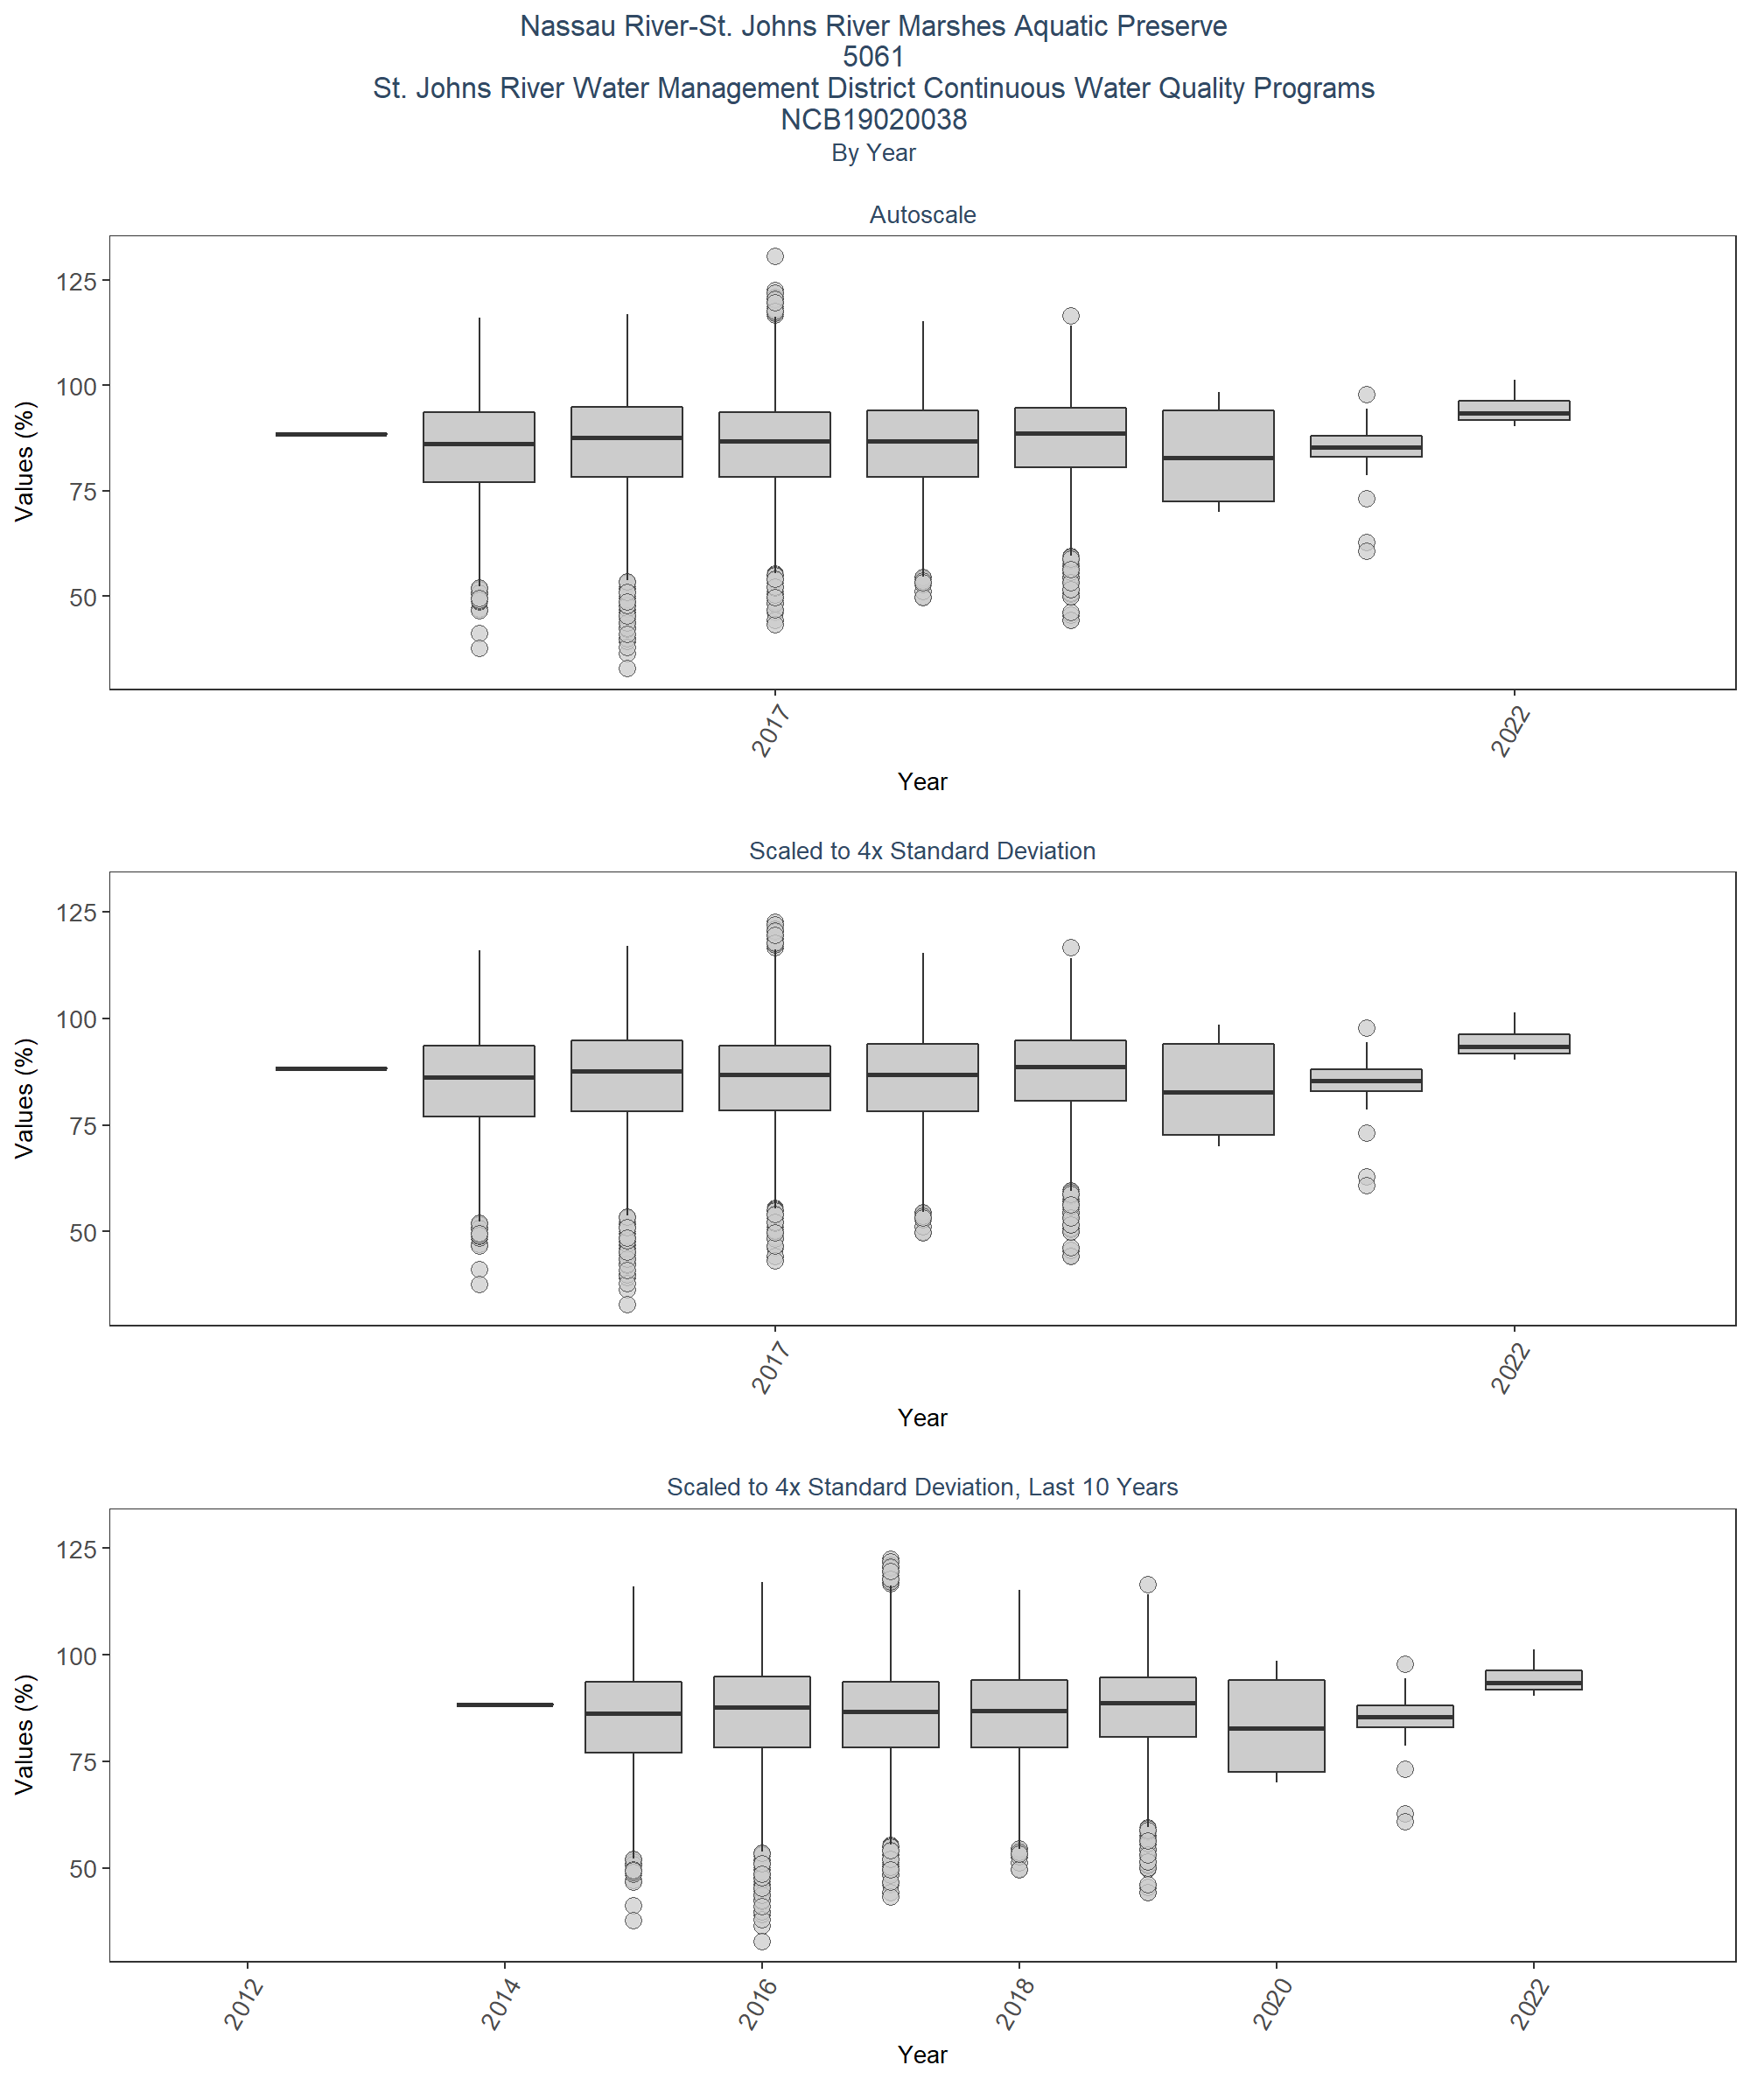 Nassau River-St. Johns River Marshes Aquatic Preserve
5061
St. Johns River Water Management District Continuous Water Quality Programs
NCB19020038
By Year
Autoscale
Values (%)
125
100
75
50
2017
2022
Year
Scaled to 4x Standard Deviation
Values (%)
125
100
75
50
2017
2022
Year
Scaled to 4x Standard Deviation, Last 10 Years
Values (%)
125
100
75
50
2012
2014
2016
2018
2020
2022
Year